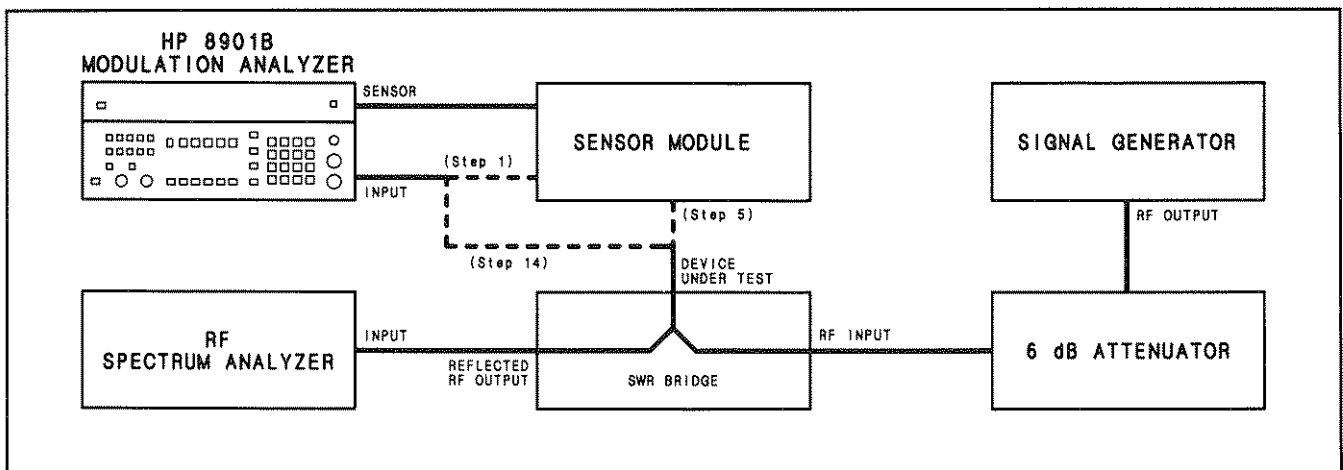 HP 8901B
MODULATION ANALYZER
SENSOR
INPUT
(Step 1)
SENSOR MODULE
(Step 5)
(Step 14)
DEVICE
UNDER TEST
SIGNAL GENERATOR
RF OUTPUT
RF
SPECTRUM ANALYZER
INPUT
REFLECTED
RF OUTPUT
SWR BRIDGE
RF INPUT
6 dB ATTENUATOR